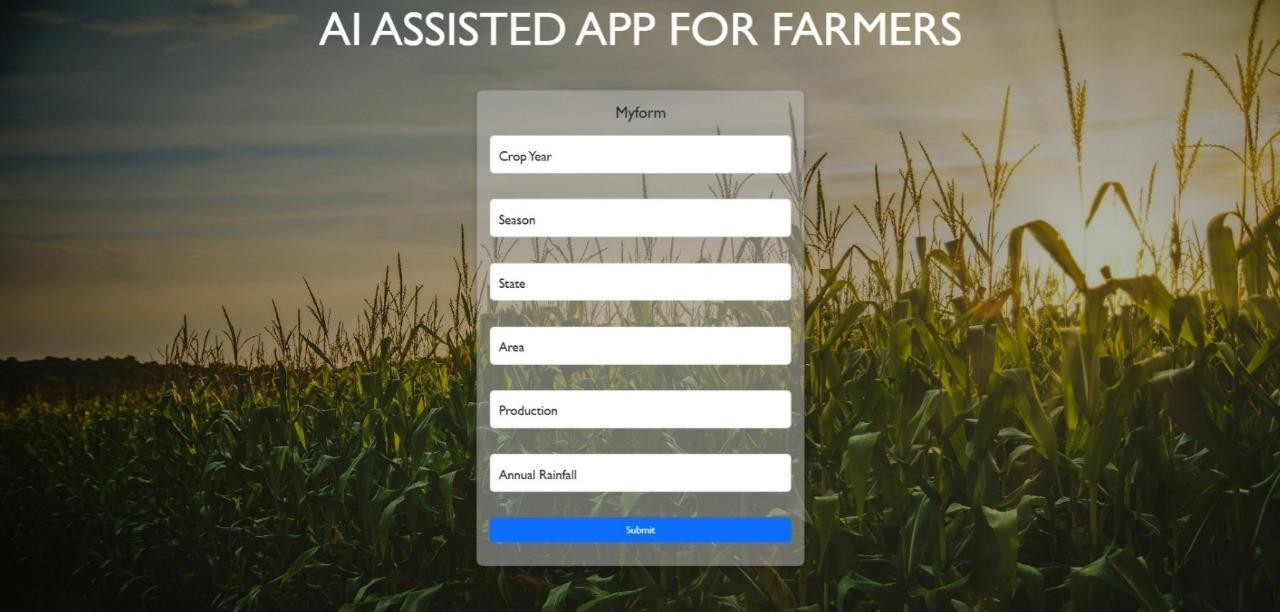 AI ASSISTED APP FOR FARMERS
Myform
Crop Year
Season
State
Area
Production
Annual Rainfall
Submit